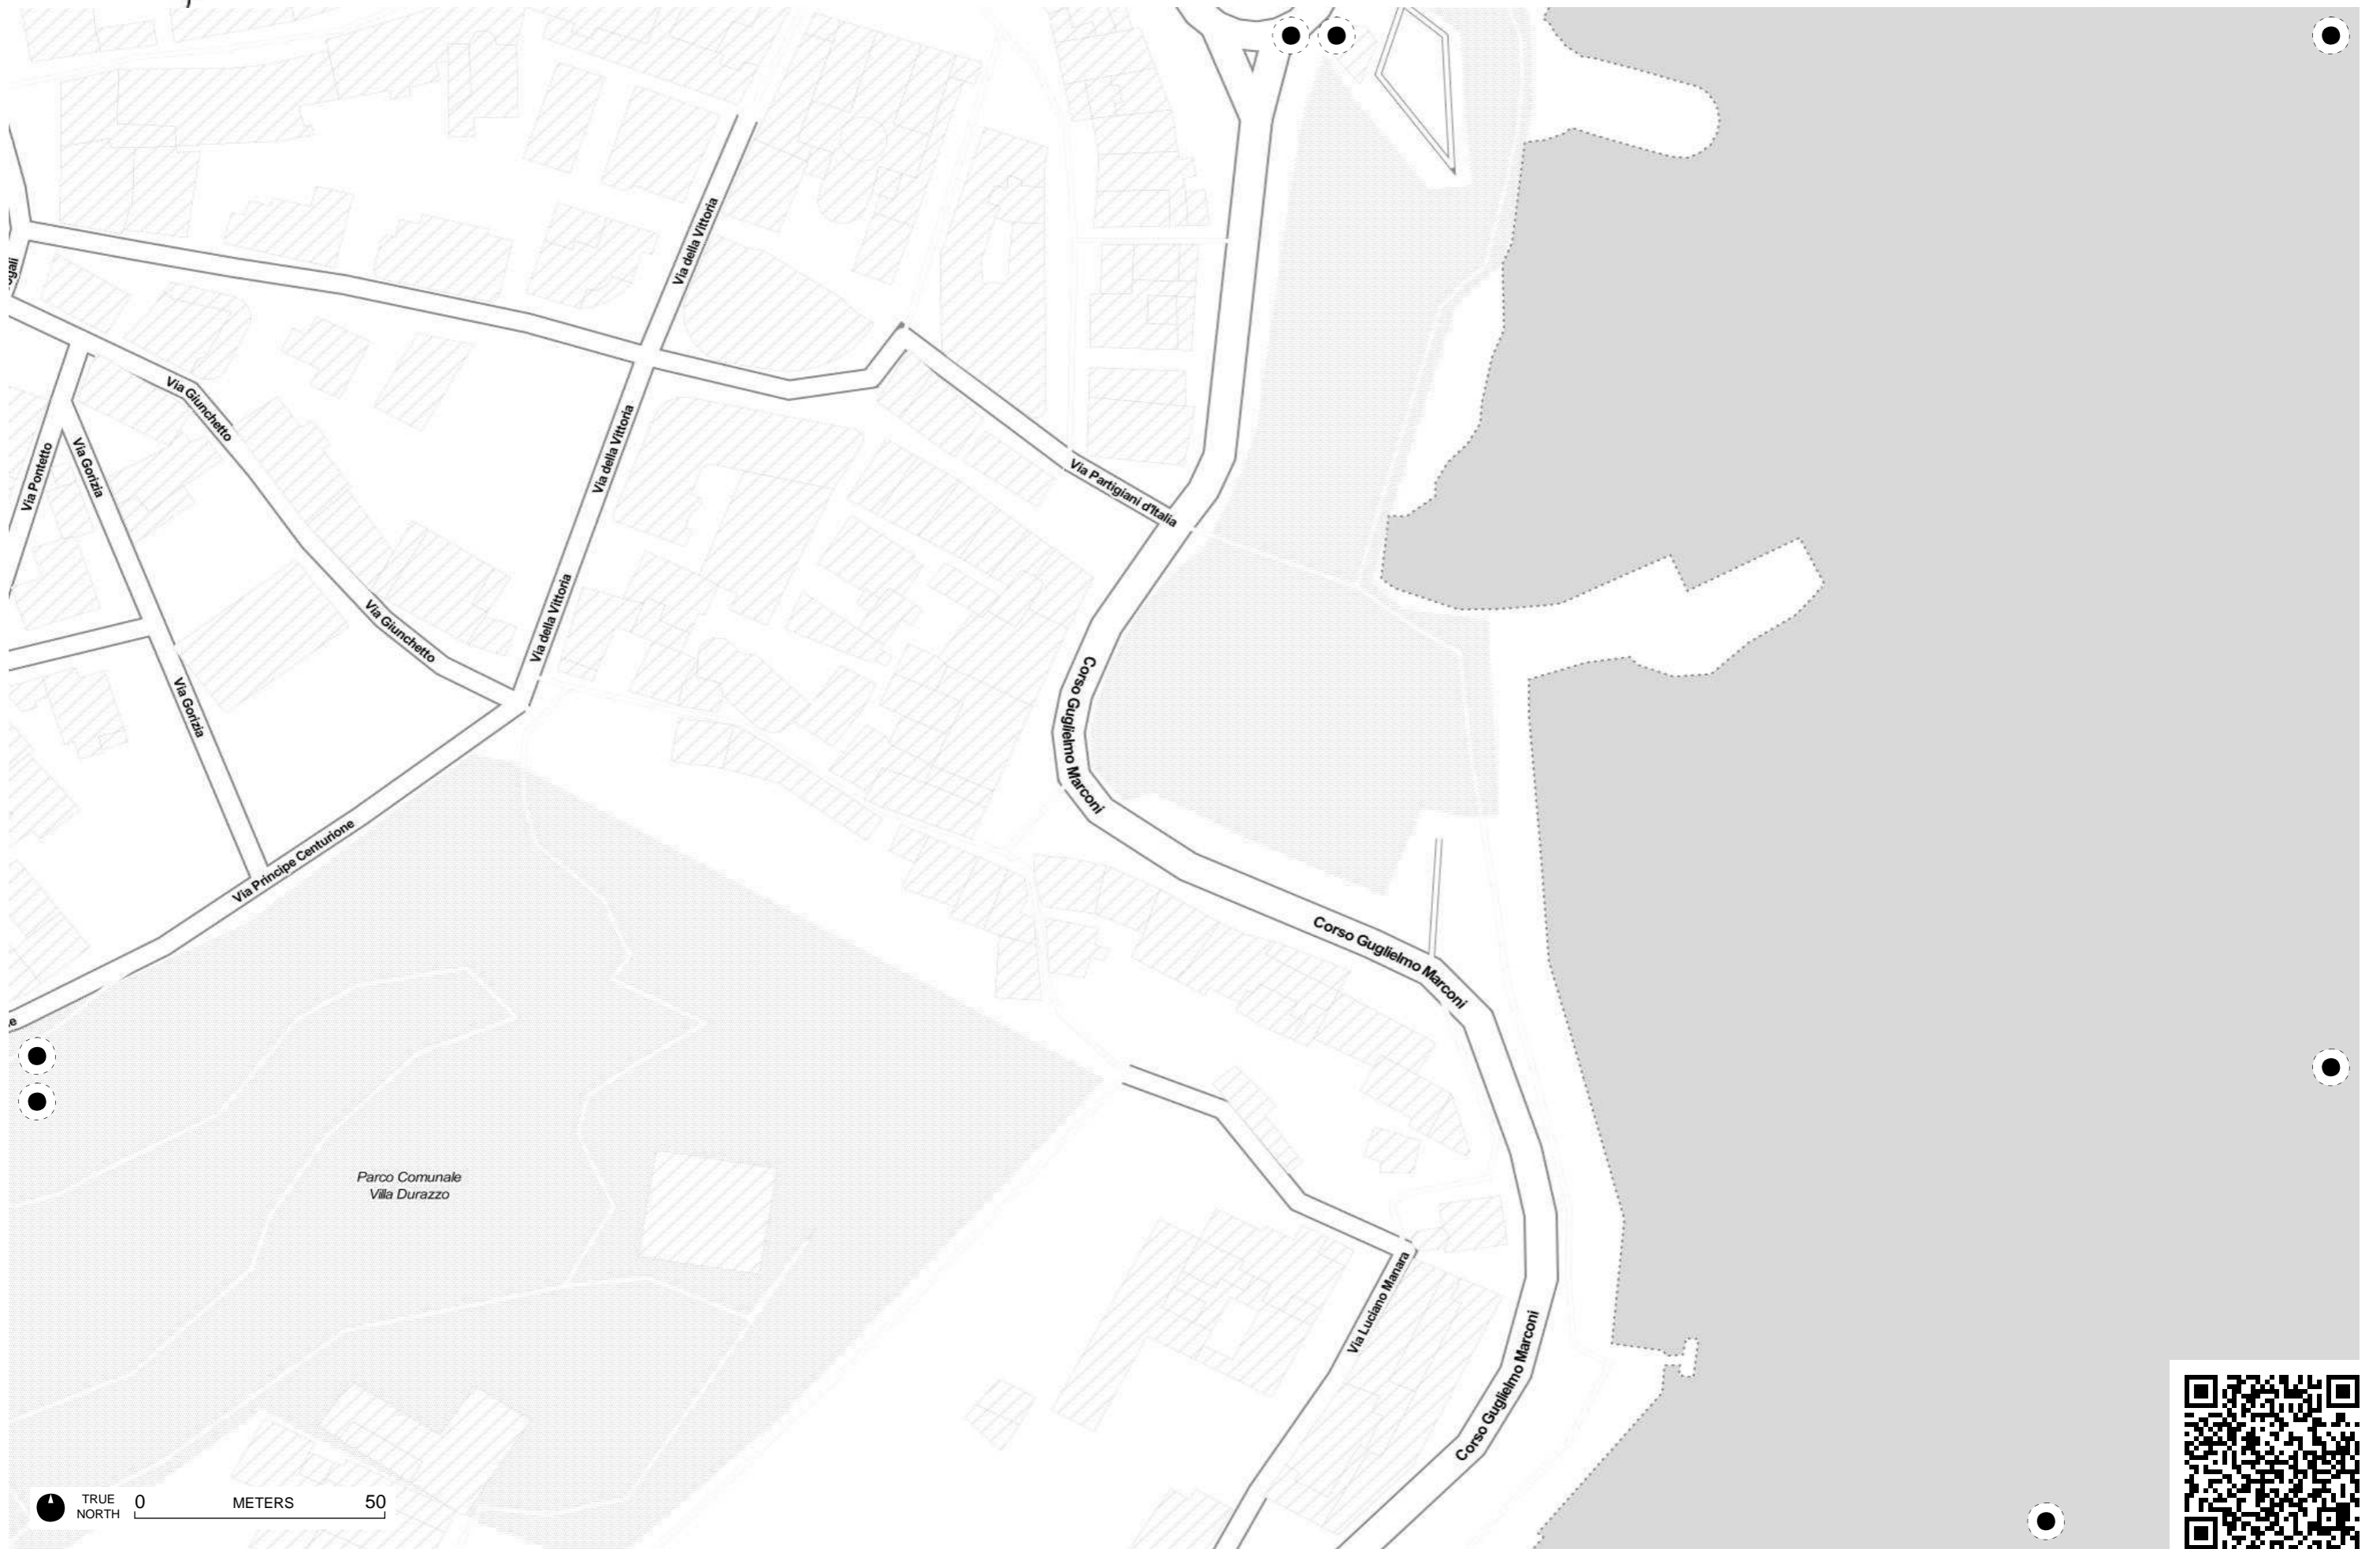 Via della Vittoria
Via Giunchetto
Via Pontetto
Via Gorizia
Via della Vittoria
Via Partigiani d'Italia
Via della Vittoria
Via Giunchetto
Via Gorizia
Corso Guglielmo Marconi
Via Principe Centurione
Corso Guglielmo Marconi
Parco Comunale
Villa Durazzo
Via Luciano Manara
Corso Guglielmo Marconi
TRUE
NORTH
0 METERS 50